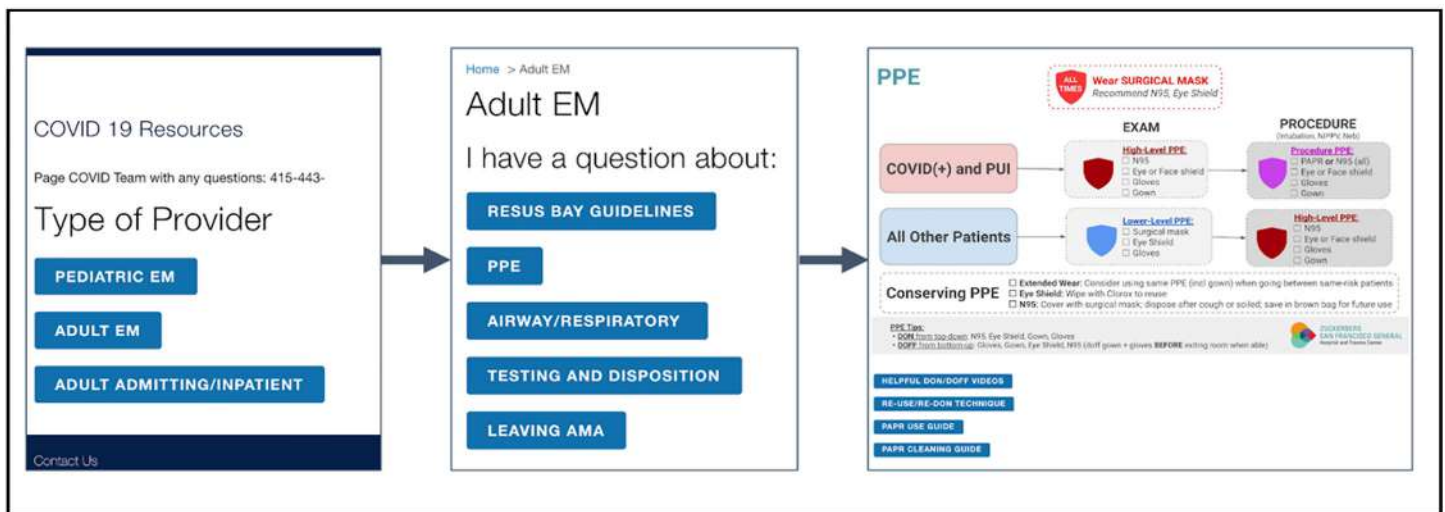 COVID 19 Resources
Page COVID Team with any questions: 415-443-
Type of Provider
PEDIATRIC EM
ADULT EM
ADULT ADMITTING/INPATIENT
Contact Us
Home > Adult EM
Adult EM
I have a question about:
RESUS BAY GUIDELINES
PPE
AIRWAY/RESPIRATORY
TESTING AND DISPOSITION
LEAVING AMA
PPE
ALL TIMES
Wear SURGICAL MASK
Recommend N95, Eye Shield
EXAM
PROCEDURE
(Intubation, NIPPV, Neb)
COVID(+) and PUI
High-Level PPE:
☐ N95
☐ Eye or Face shield
☐ Gloves
☐ Gown
Procedure PPE:
☐ PAPR or N95 (all)
☐ Eye or Face shield
☐ Gloves
☐ Gown
All Other Patients
Lower-Level PPE:
☐ Surgical mask
☐ Eye Shield
☐ Gloves
High-Level PPE:
☐ N95
☐ Eye or Face shield
☐ Gloves
☐ Gown
Conserving PPE
☐ Extended Wear: Consider using same PPE (incl gown) when going between same-risk patients
☐ Eye Shield: Wipe with Clorox to reuse
☐ N95: Cover with surgical mask; dispose after cough or soiled; save in brown bag for future use
PPE Tips:
• DON from top-down: N95, Eye Shield, Gown, Gloves
• DOFF from bottom-up: Gloves, Gown, Eye Shield, N95 (doff gown + gloves BEFORE exiting room when able)
ZUCKERBERG
SAN FRANCISCO GENERAL
Hospital and Trauma Center
HELPFUL DON/DOFF VIDEOS
RE-USE/RE-DON TECHNIQUE
PAPR USE GUIDE
PAPR CLEANING GUIDE